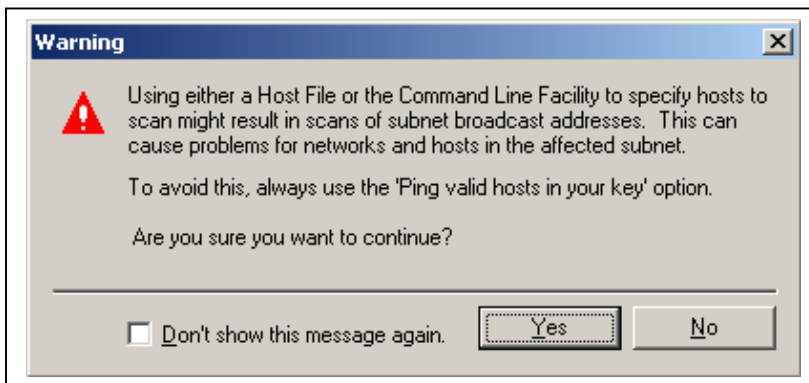 Warning
Using either a Host File or the Command Line Facility to specify hosts to
scan might result in scans of subnet broadcast addresses. This can
cause problems for networks and hosts in the affected subnet.
To avoid this, always use the 'Ping valid hosts in your key' option.
Are you sure you want to continue?
Don't show this message again.
Yes
No